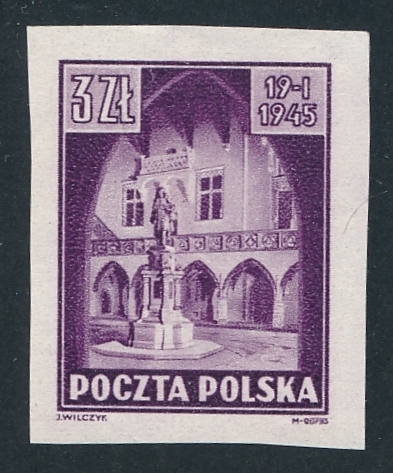 3 ZŁ
19-I
1945
POCZTA POLSKA
J.WILCZYK